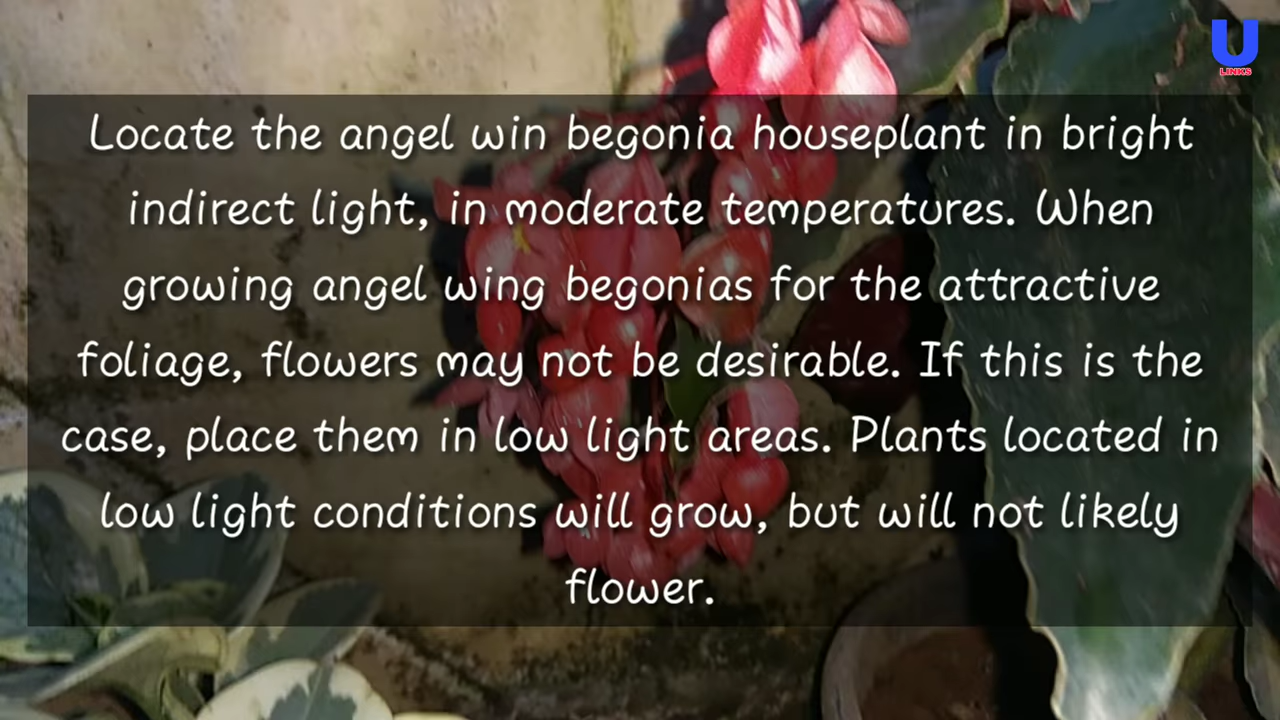 U
LINKS
Locate the angel win begonia houseplant in bright
indirect light, in moderate temperatures. When
growing angel wing begonias for the attractive
foliage, flowers may not be desirable. If this is the
case, place them in low light areas. Plants located in
low light conditions will grow, but will not likely
flower.